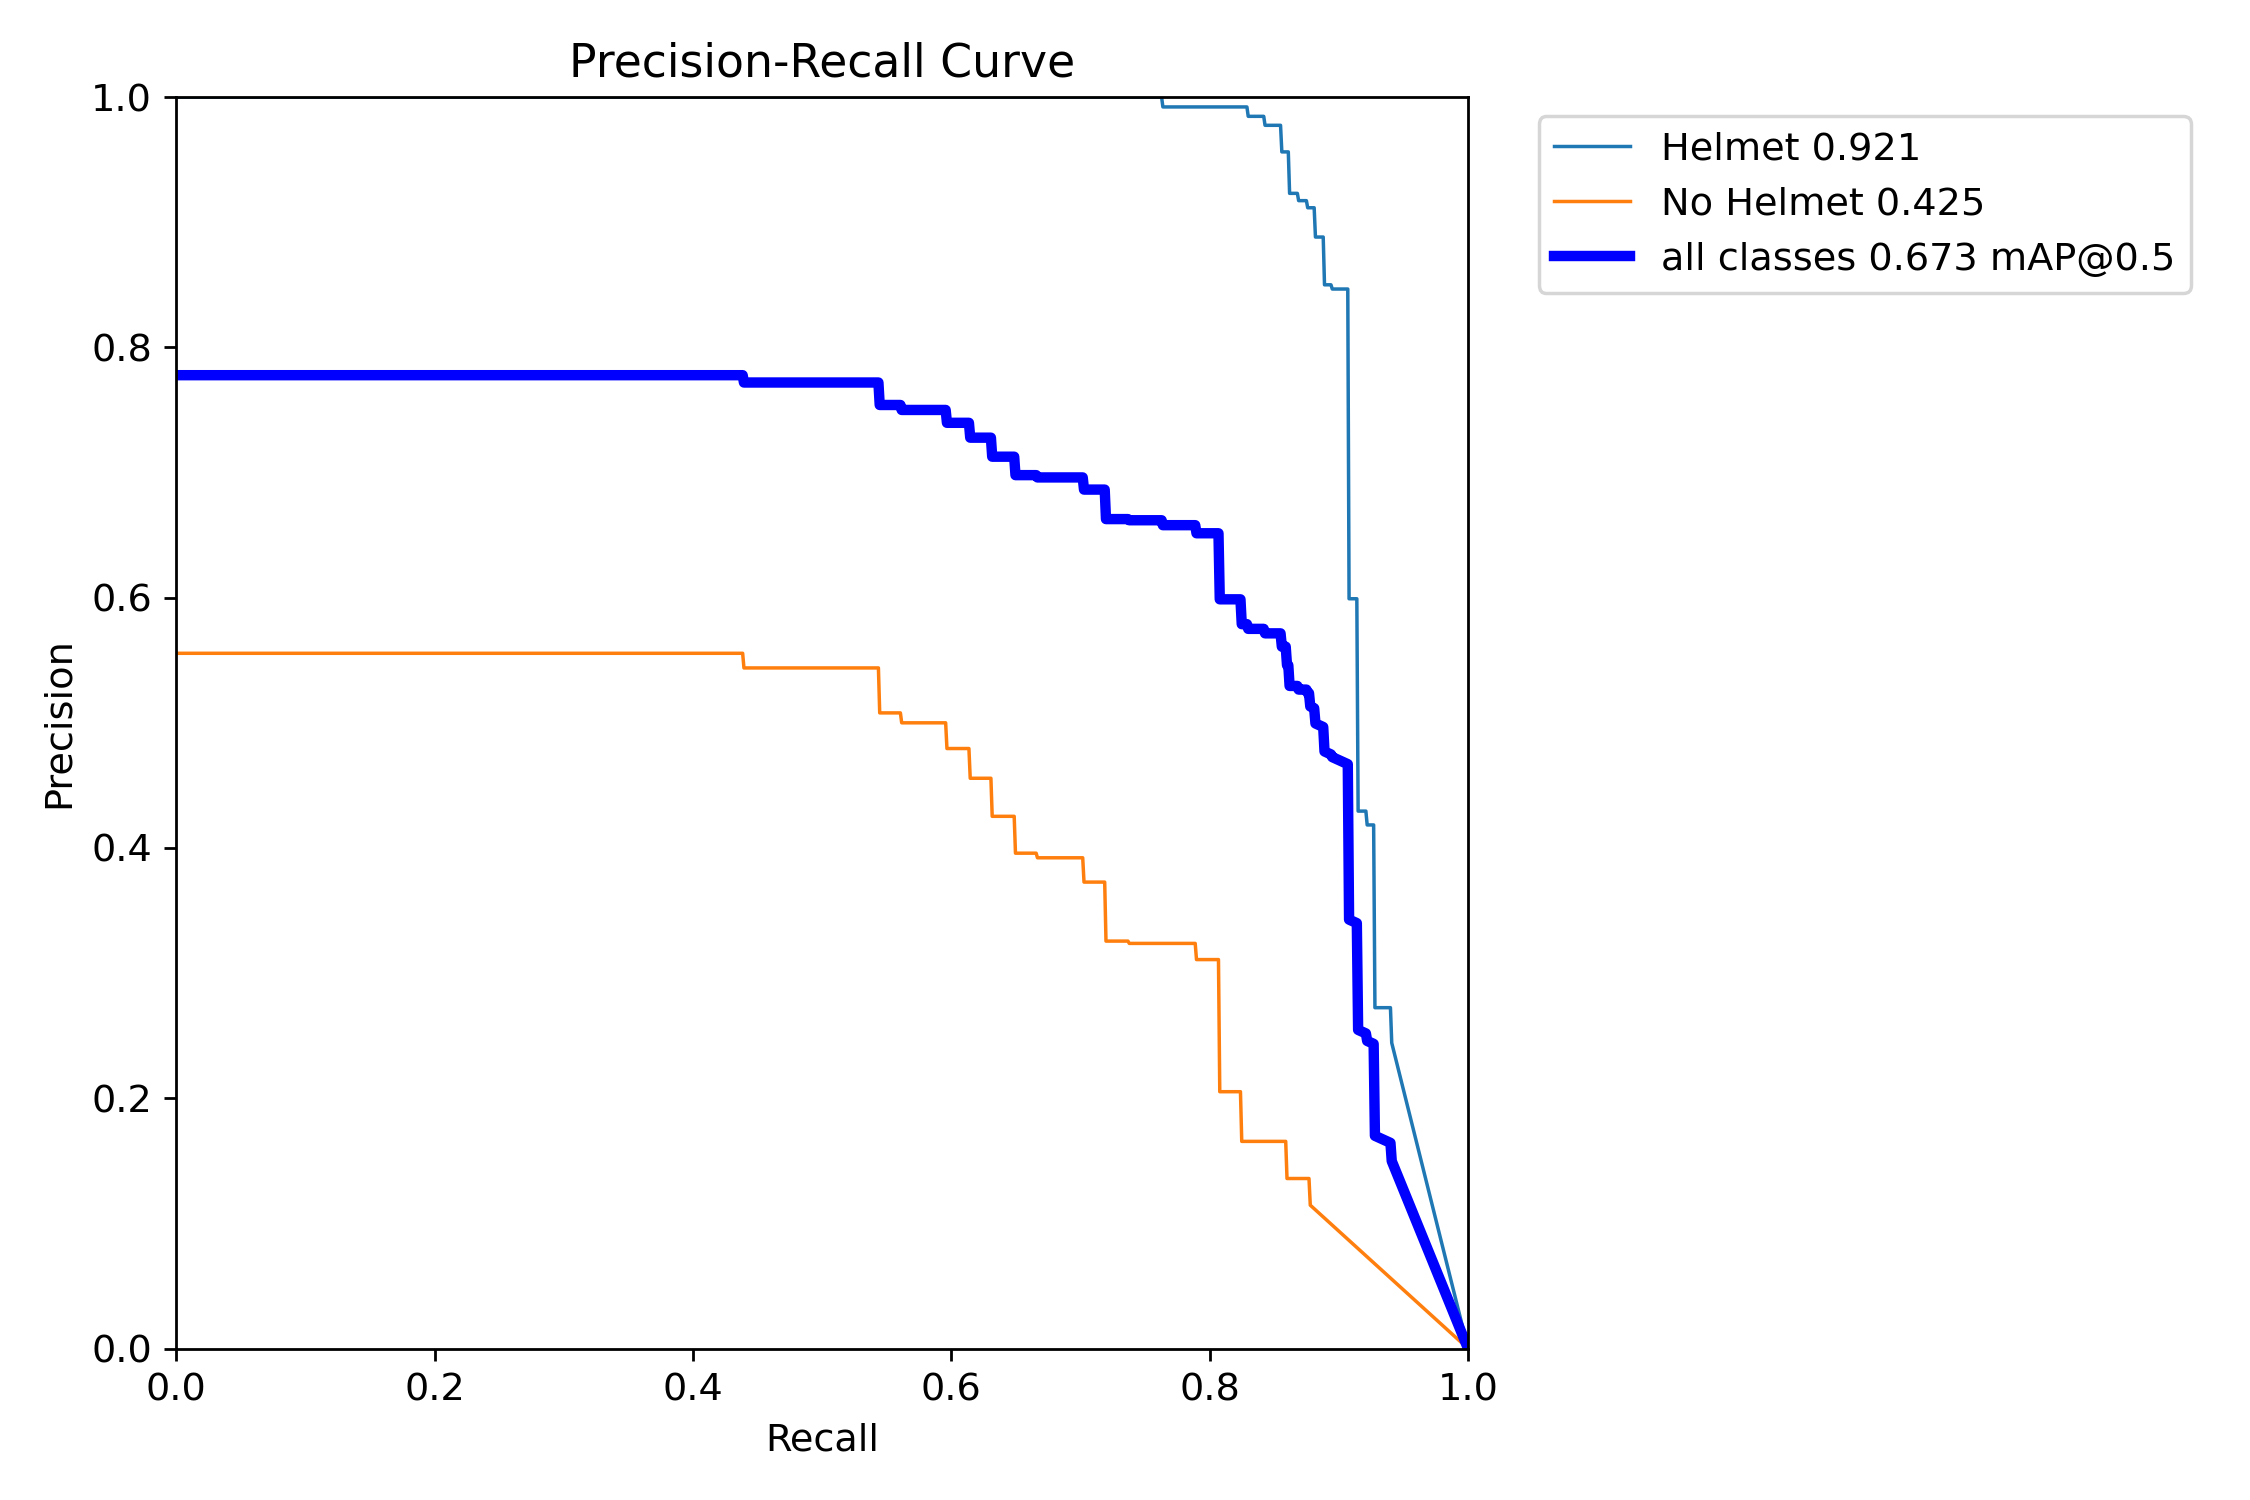 Precision-Recall Curve
1.0
0.8
0.6
0.4
0.2
0.0
Precision
0.0 0.2 0.4 0.6 0.8 1.0
Recall
Helmet 0.921
No Helmet 0.425
all classes 0.673 mAP@0.5